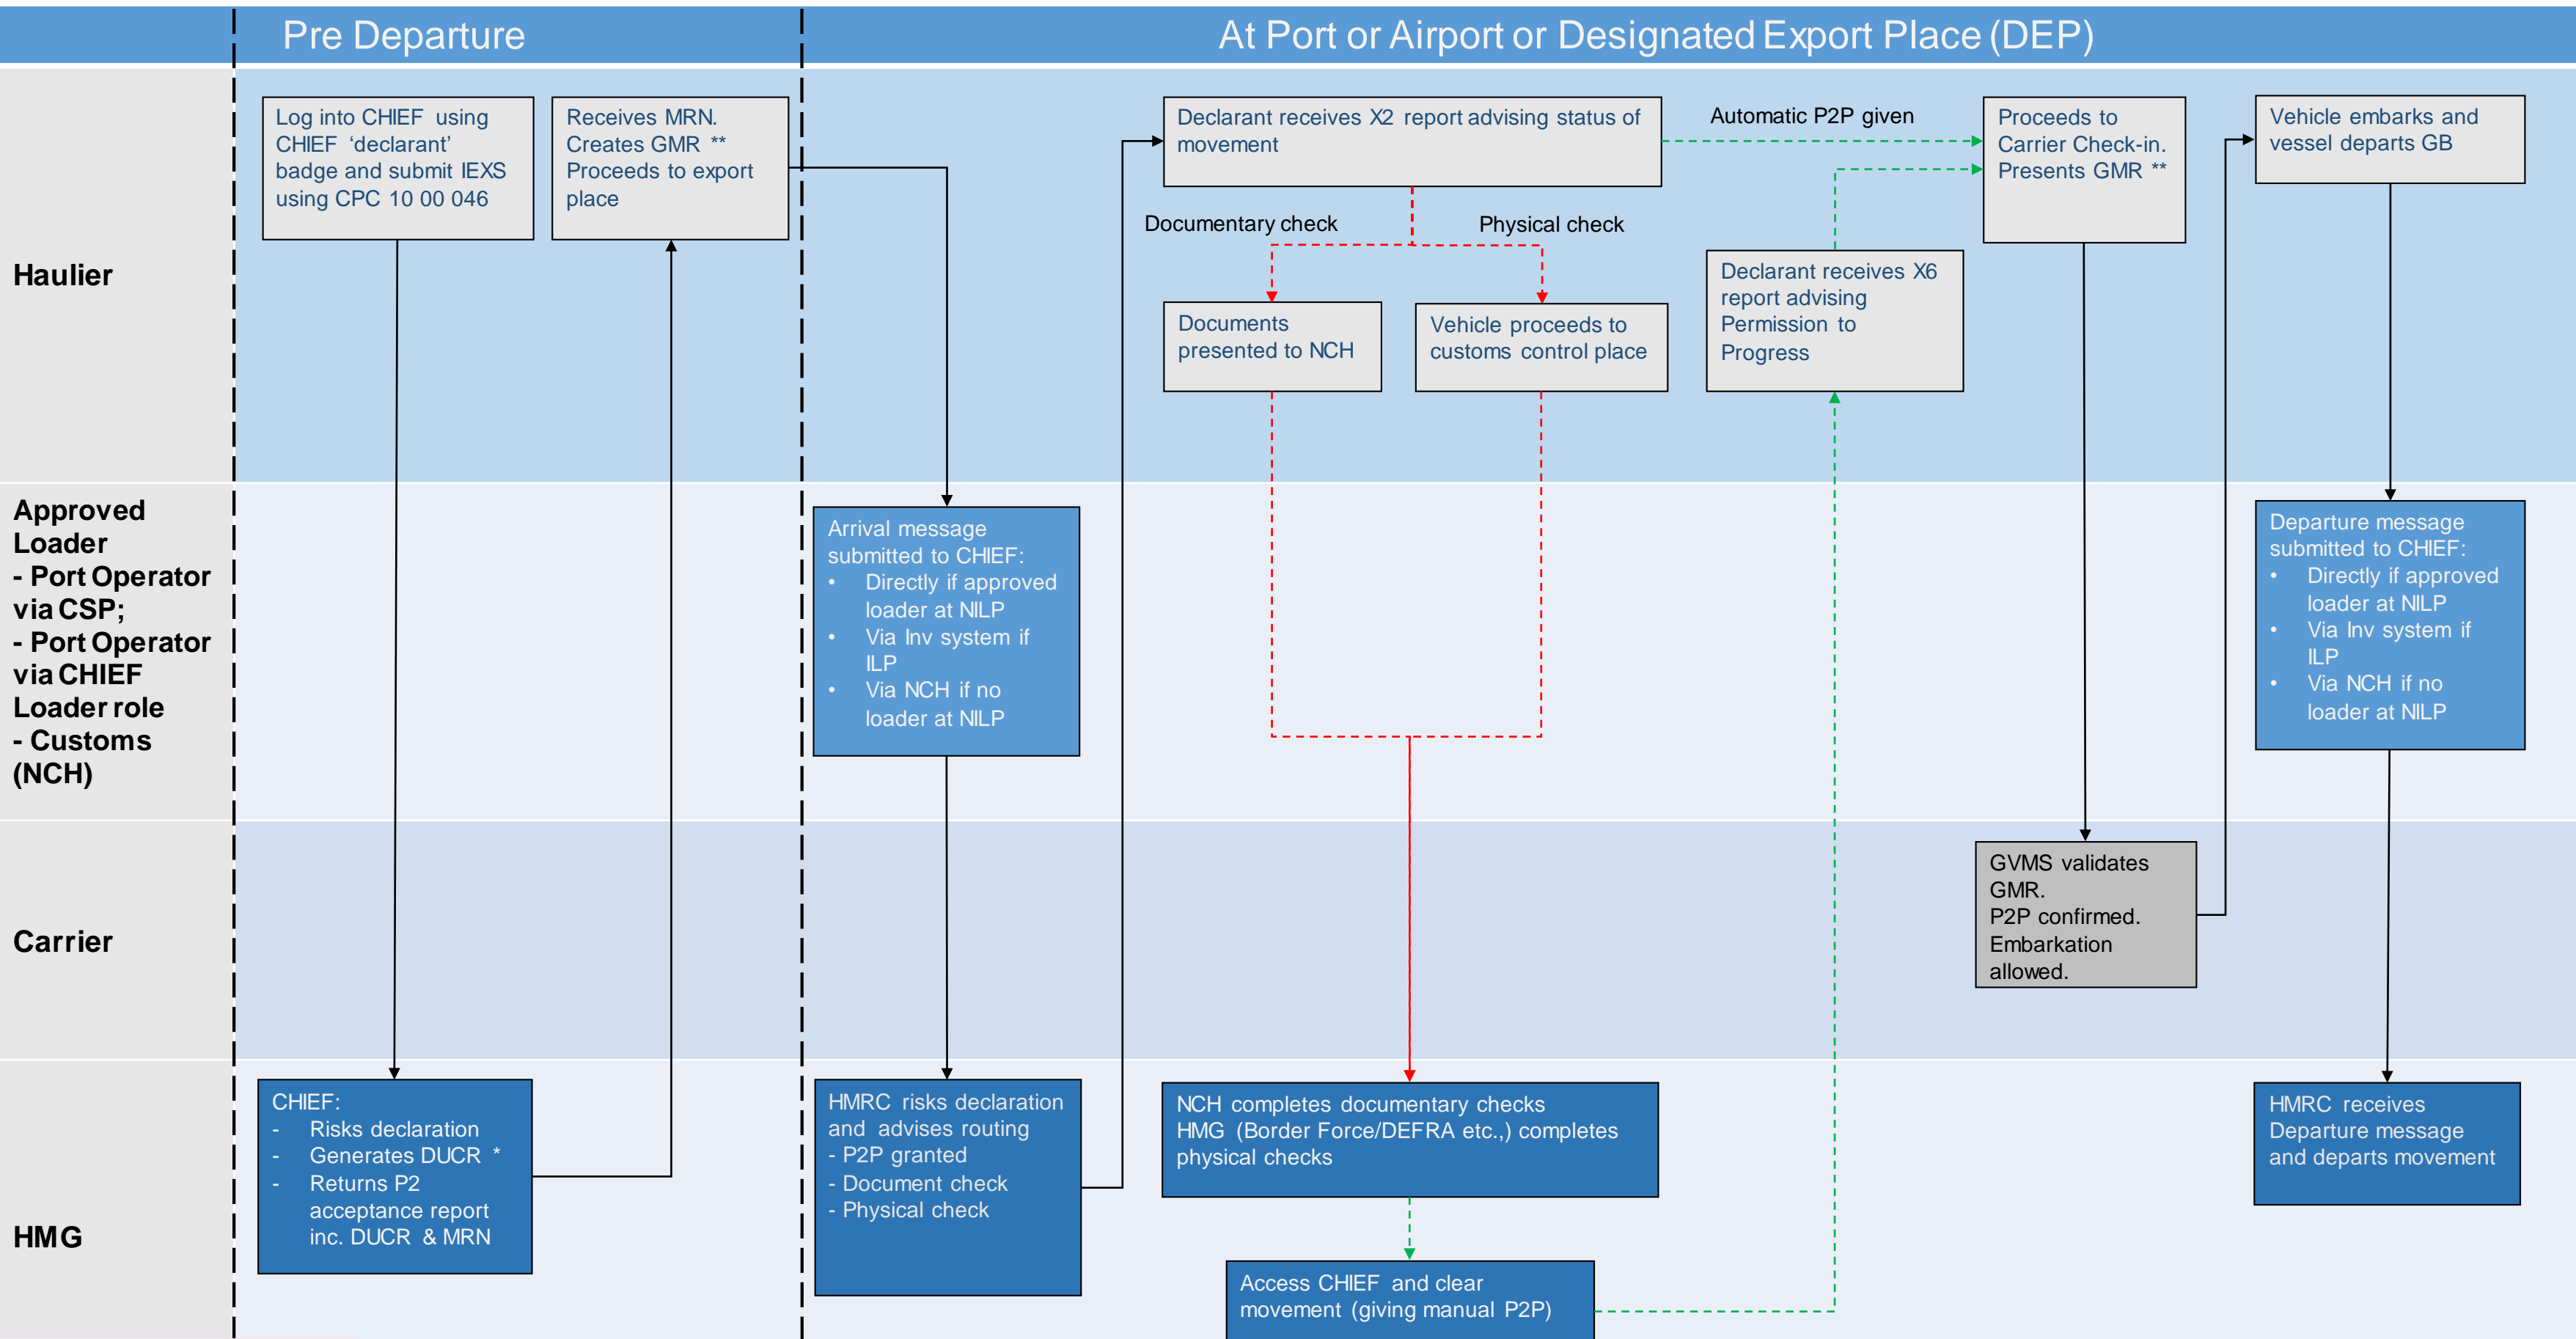 Pre Departure
At Port or Airport or Designated Export Place (DEP)
Haulier
Log into CHIEF using
CHIEF ‘declarant’
badge and submit IEXS
using CPC 10 00 046
Receives MRN.
Creates GMR **
Proceeds to export
place
Declarant receives X2 report advising status of
movement
Automatic P2P given
Proceeds to
Carrier Check-in.
Presents GMR **
Vehicle embarks and
vessel departs GB
Documentary check
Physical check
Documents
presented to NCH
Vehicle proceeds to
customs control place
Declarant receives X6
report advising
Permission to
Progress
Approved
Loader
- Port Operator
via CSP;
- Port Operator
via CHIEF
Loader role
- Customs
(NCH)
Arrival message
submitted to CHIEF:
• Directly if approved
loader at NILP
• Via Inv system if
ILP
• Via NCH if no
loader at NILP
Departure message
submitted to CHIEF:
• Directly if approved
loader at NILP
• Via Inv system if
ILP
• Via NCH if no
loader at NILP
Carrier
GVMS validates
GMR.
P2P confirmed.
Embarkation
allowed.
HMG
CHIEF:
- Risks declaration
- Generates DUCR *
- Returns P2
acceptance report
inc. DUCR & MRN
HMRC risks declaration
and advises routing
- P2P granted
- Document check
- Physical check
NCH completes documentary checks
HMG (Border Force/DEFRA etc.,) completes
physical checks
Access CHIEF and clear
movement (giving manual P2P)
HMRC receives
Departure message
and departs movement